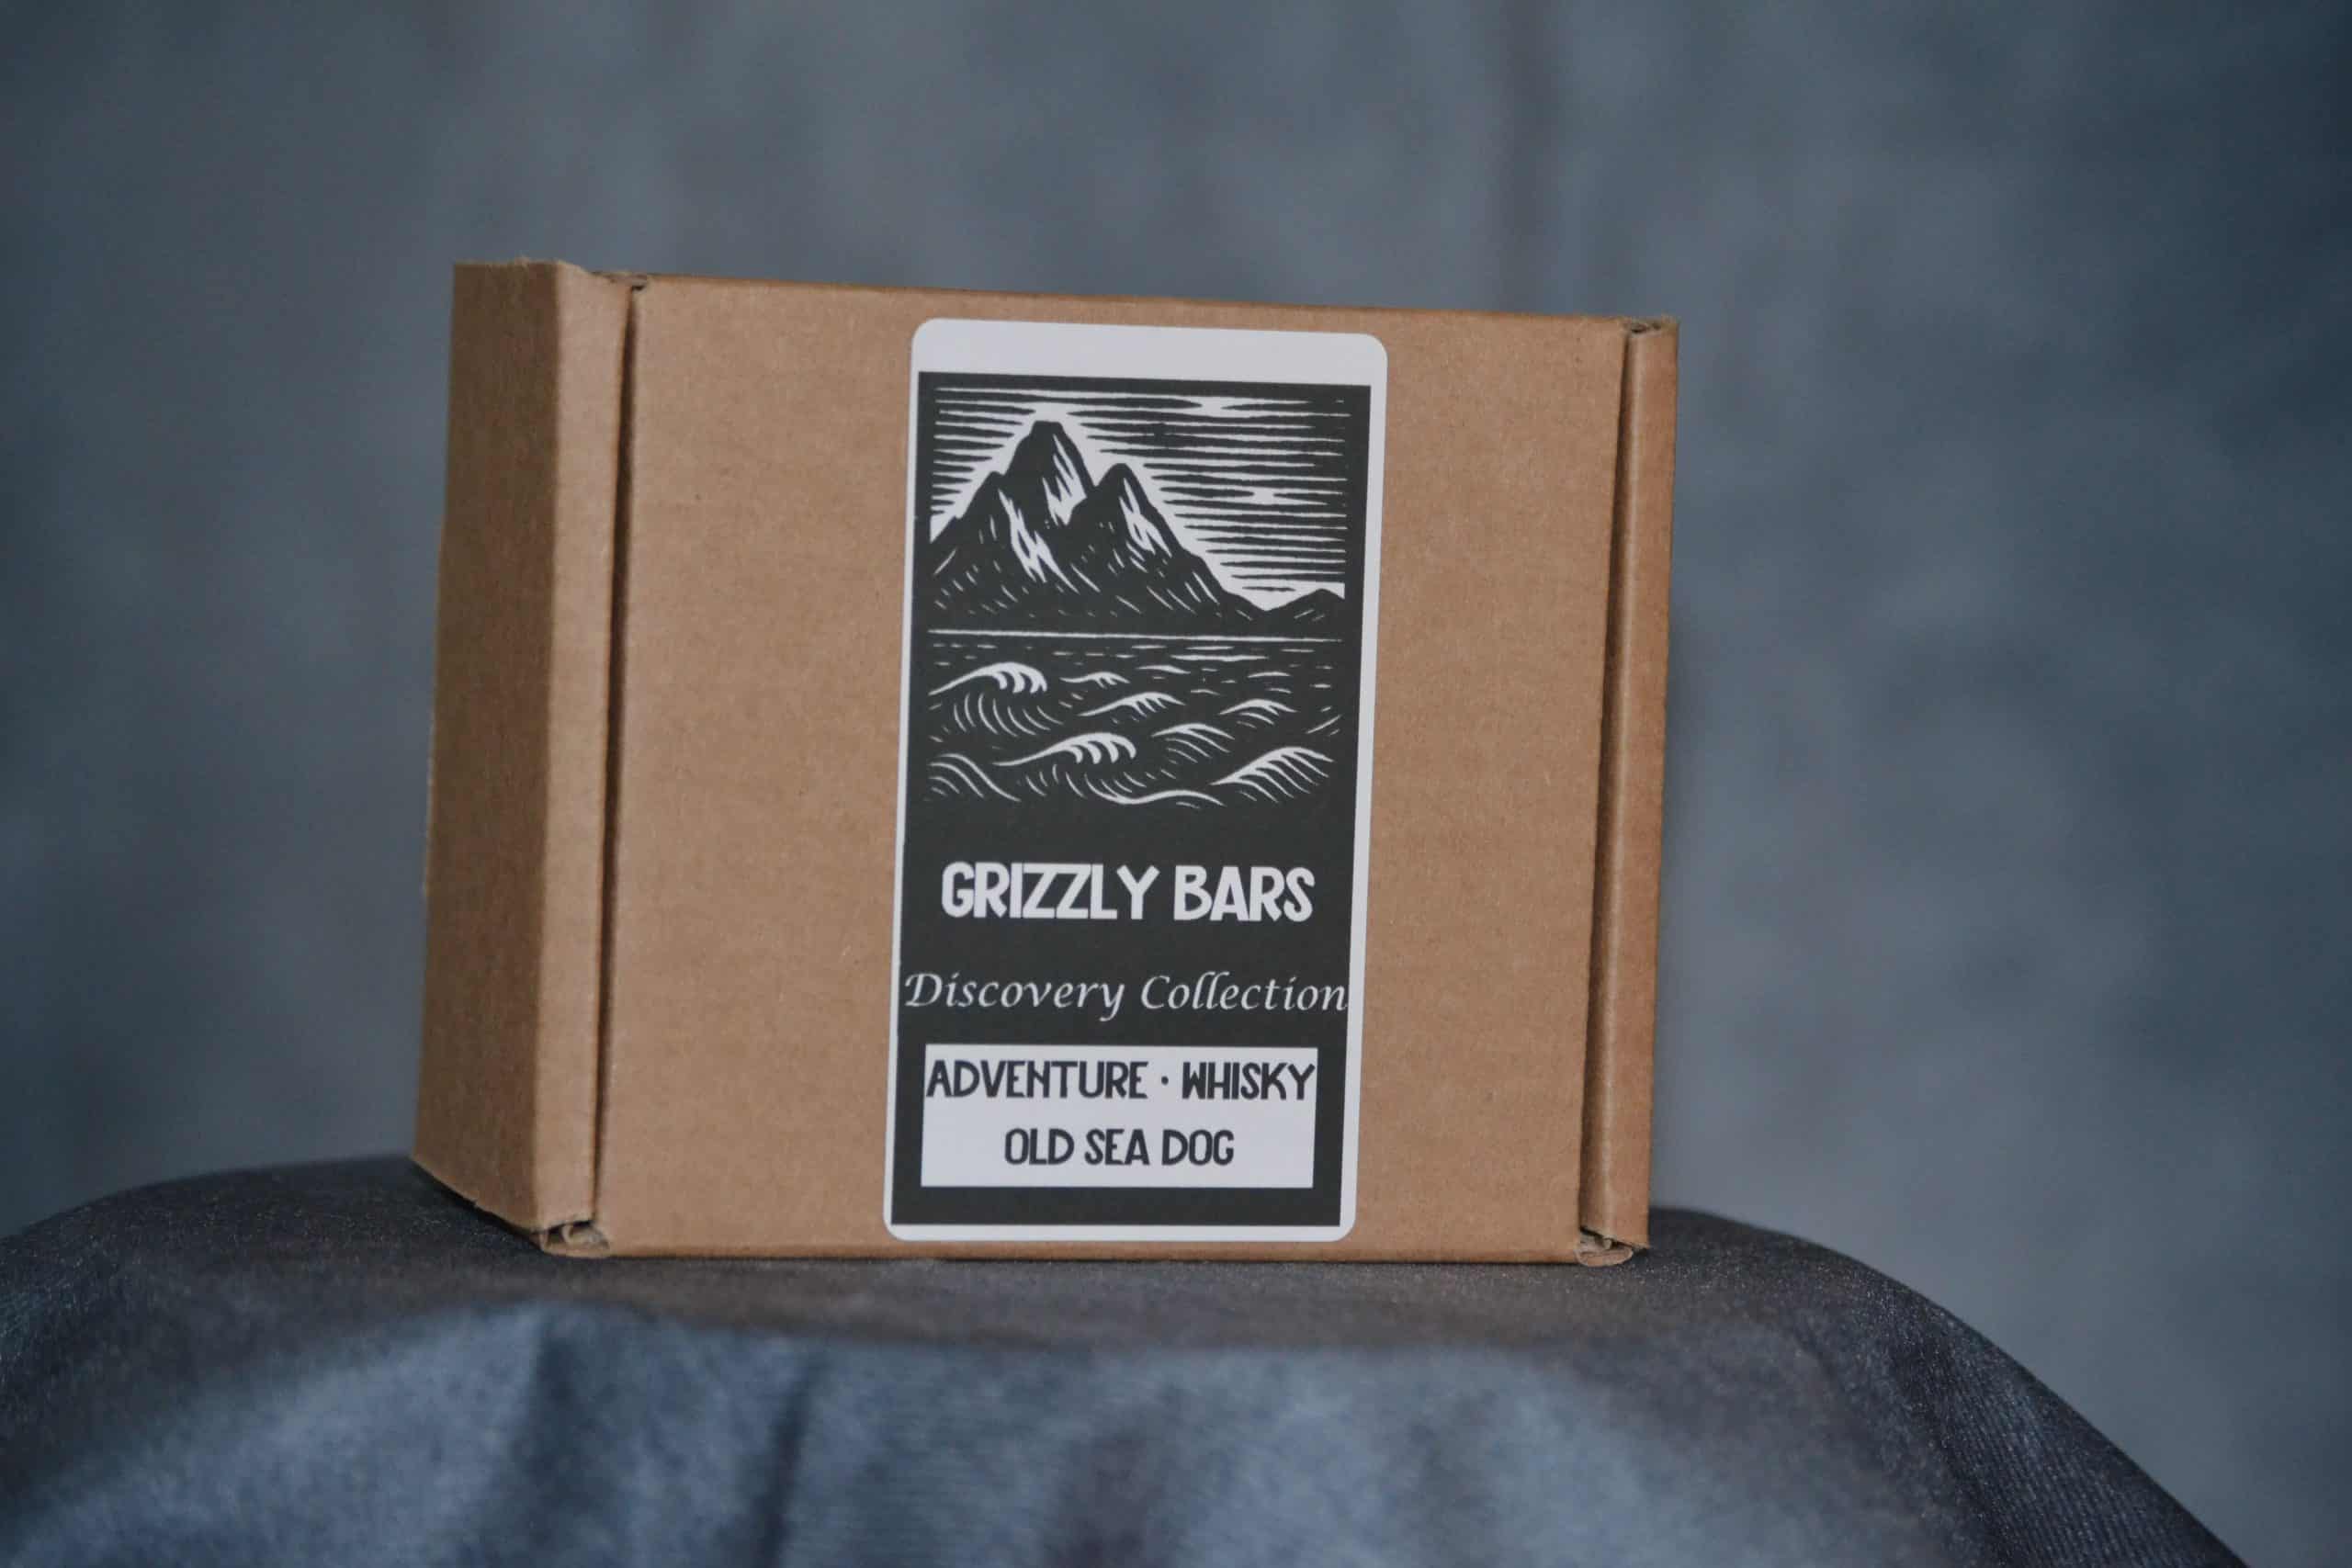 GRIZZLY BARS
Discovery Collection
ADVENTURE · WHISKY
OLD SEA DOG